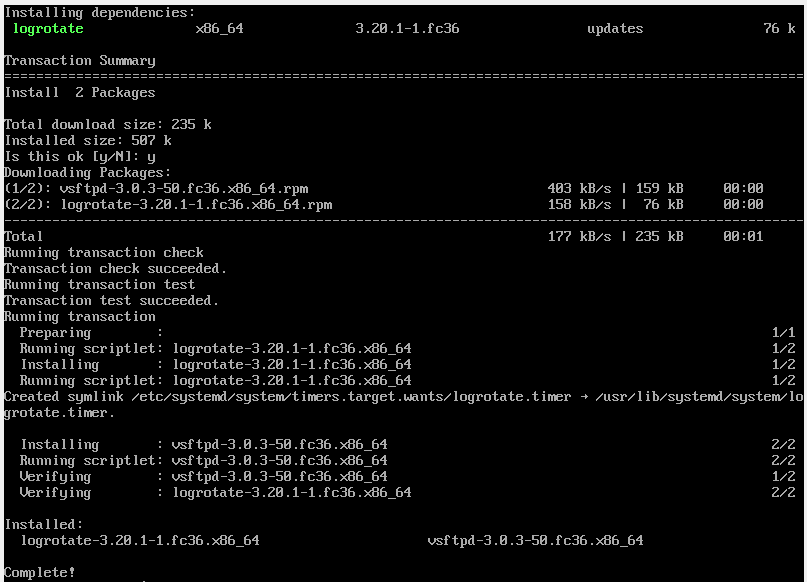 Installing dependencies:
 logrotate              x86_64              3.20.1-1.fc36                updates               76 k

Transaction Summary
====================================================================================================
Install  2 Packages

Total download size: 235 k
Installed size: 507 k
Is this ok [y/N]: y
Downloading Packages:
(1/2): vsftpd-3.0.3-50.fc36.x86_64.rpm                              403 kB/s | 159 kB     00:00
(2/2): logrotate-3.20.1-1.fc36.x86_64.rpm                           158 kB/s |  76 kB     00:00
----------------------------------------------------------------------------------------------------
Total                                                               177 kB/s | 235 kB     00:01
Running transaction check
Transaction check succeeded.
Running transaction test
Transaction test succeeded.
Running transaction
  Preparing        :                                                                            1/1
  Running scriptlet: logrotate-3.20.1-1.fc36.x86_64                                             1/2
  Installing       : logrotate-3.20.1-1.fc36.x86_64                                             1/2
  Running scriptlet: logrotate-3.20.1-1.fc36.x86_64                                             1/2
Created symlink /etc/systemd/system/timers.target.wants/logrotate.timer → /usr/lib/systemd/system/lo
grotate.timer.

  Installing       : vsftpd-3.0.3-50.fc36.x86_64                                                2/2
  Running scriptlet: vsftpd-3.0.3-50.fc36.x86_64                                                2/2
  Verifying        : vsftpd-3.0.3-50.fc36.x86_64                                                1/2
  Verifying        : logrotate-3.20.1-1.fc36.x86_64                                             2/2

Installed:
  logrotate-3.20.1-1.fc36.x86_64                     vsftpd-3.0.3-50.fc36.x86_64

Complete!